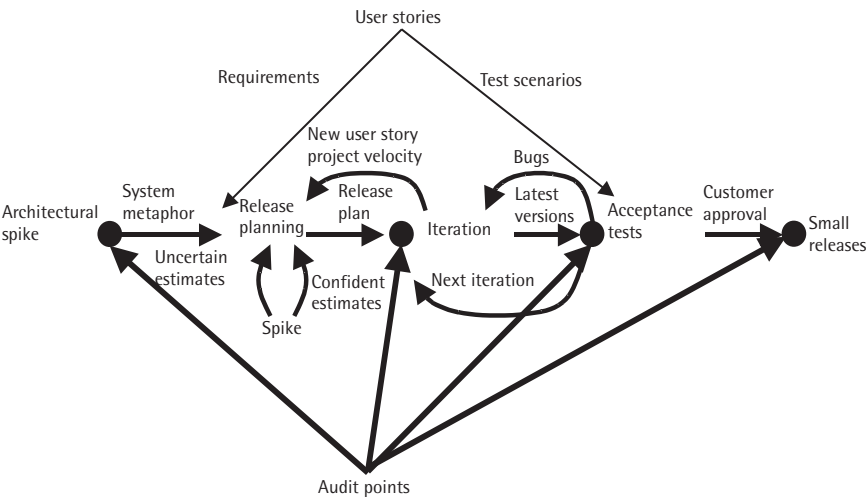 User stories
Requirements
Test scenarios
New user story
project velocity
Bugs
System
metaphor
Release
plan
Latest
versions
Customer
approval
Architectural
spike
Release
planning
Iteration
Acceptance
tests
Small
releases
Uncertain
estimates
Confident
estimates
Next iteration
Spike
Audit points